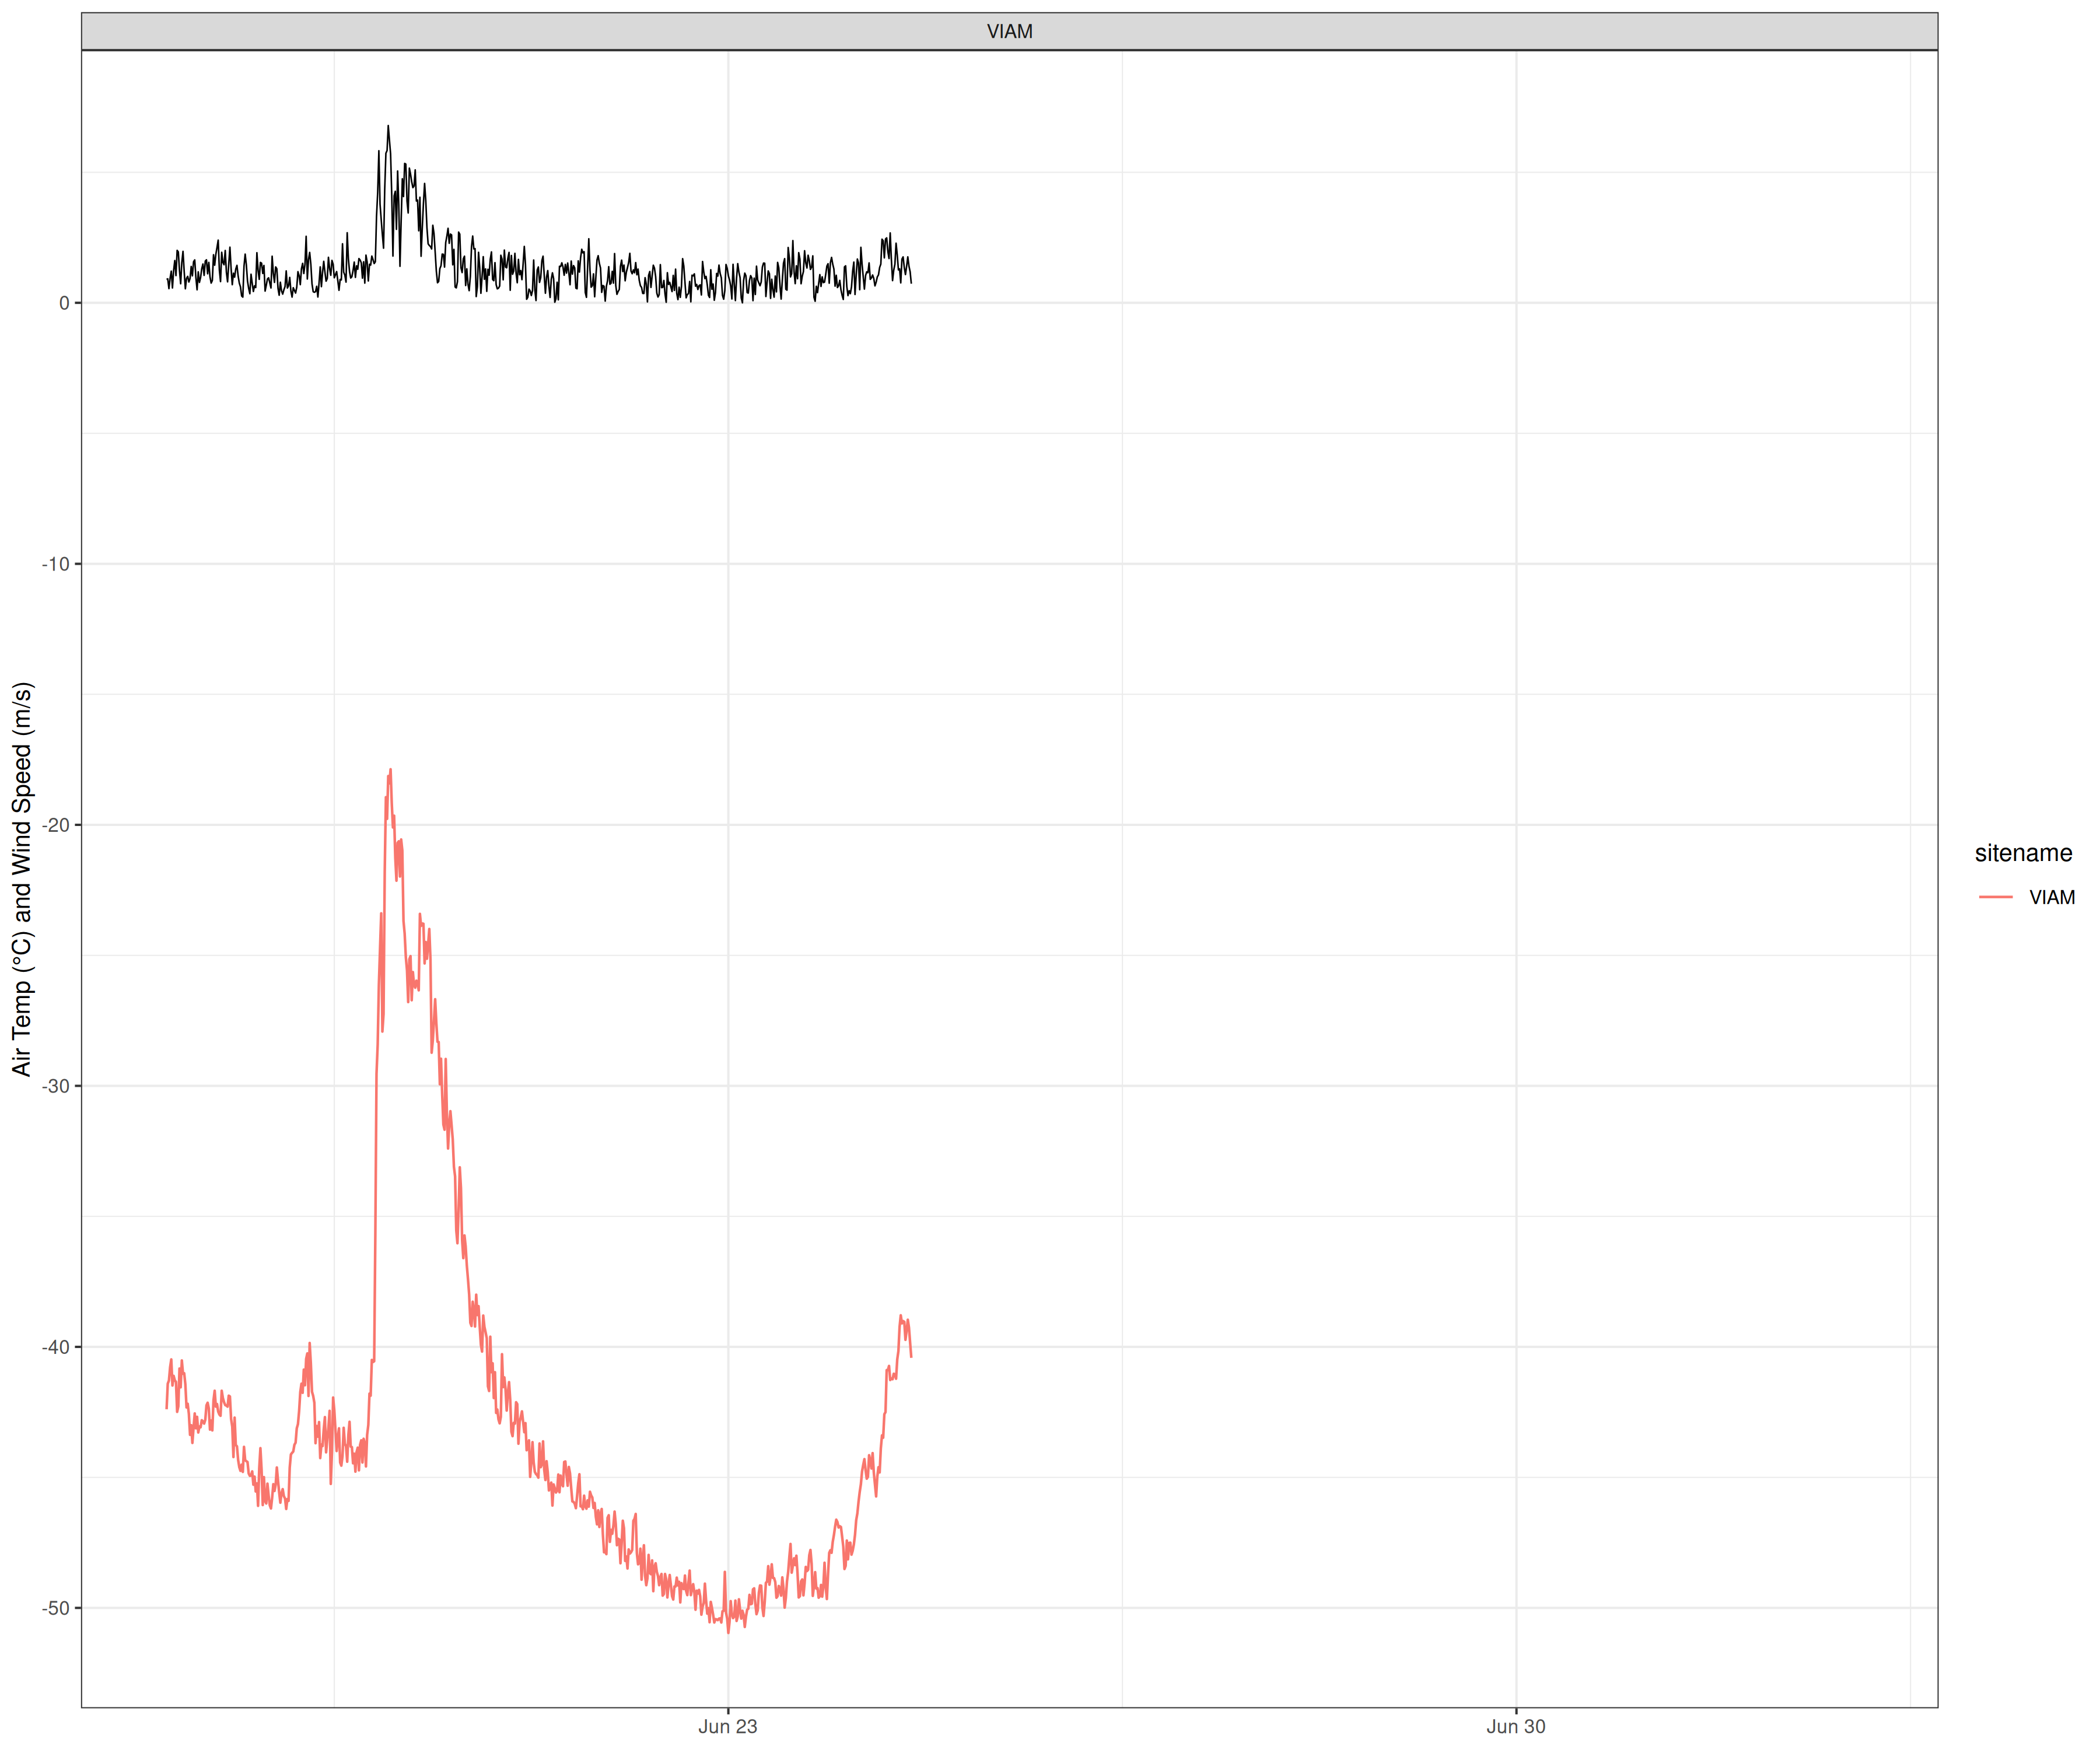 VIAM
0
-10
-20
-30
-40
-50
Air Temp (°C) and Wind Speed (m/s)
Jun 23
Jun 30
sitename
VIAM